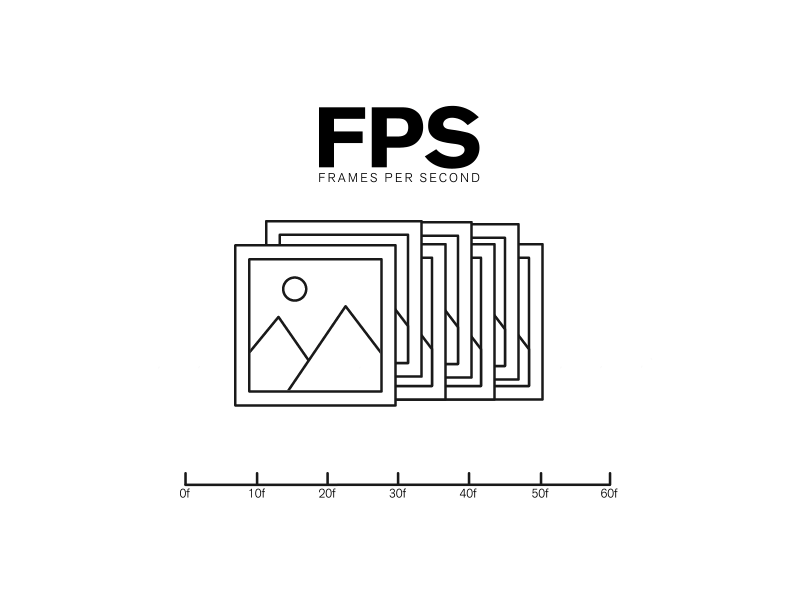 FPS
FRAMES PER SECOND
0f 10f 20f 30f 40f 50f 60f